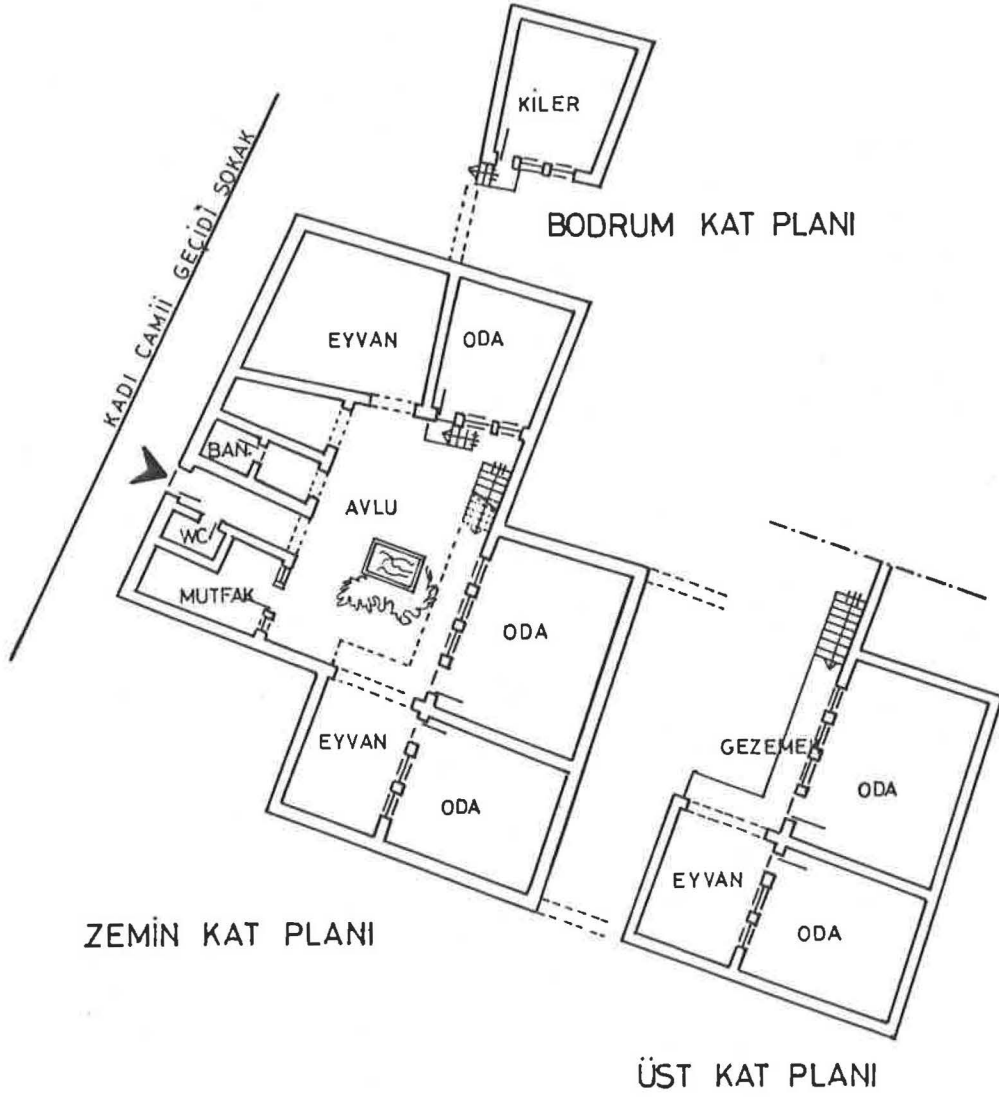 KİLER
BODRUM KAT PLANI
KADI CAMİİ GEÇİDİ SOKAK
EYVAN
ODA
BAN.
AVLU
WC
MUTFAK
ODA
EYVAN
ODA
ZEMİN KAT PLANI
GEZEMEK
ODA
EYVAN
ODA
ÜST KAT PLANI